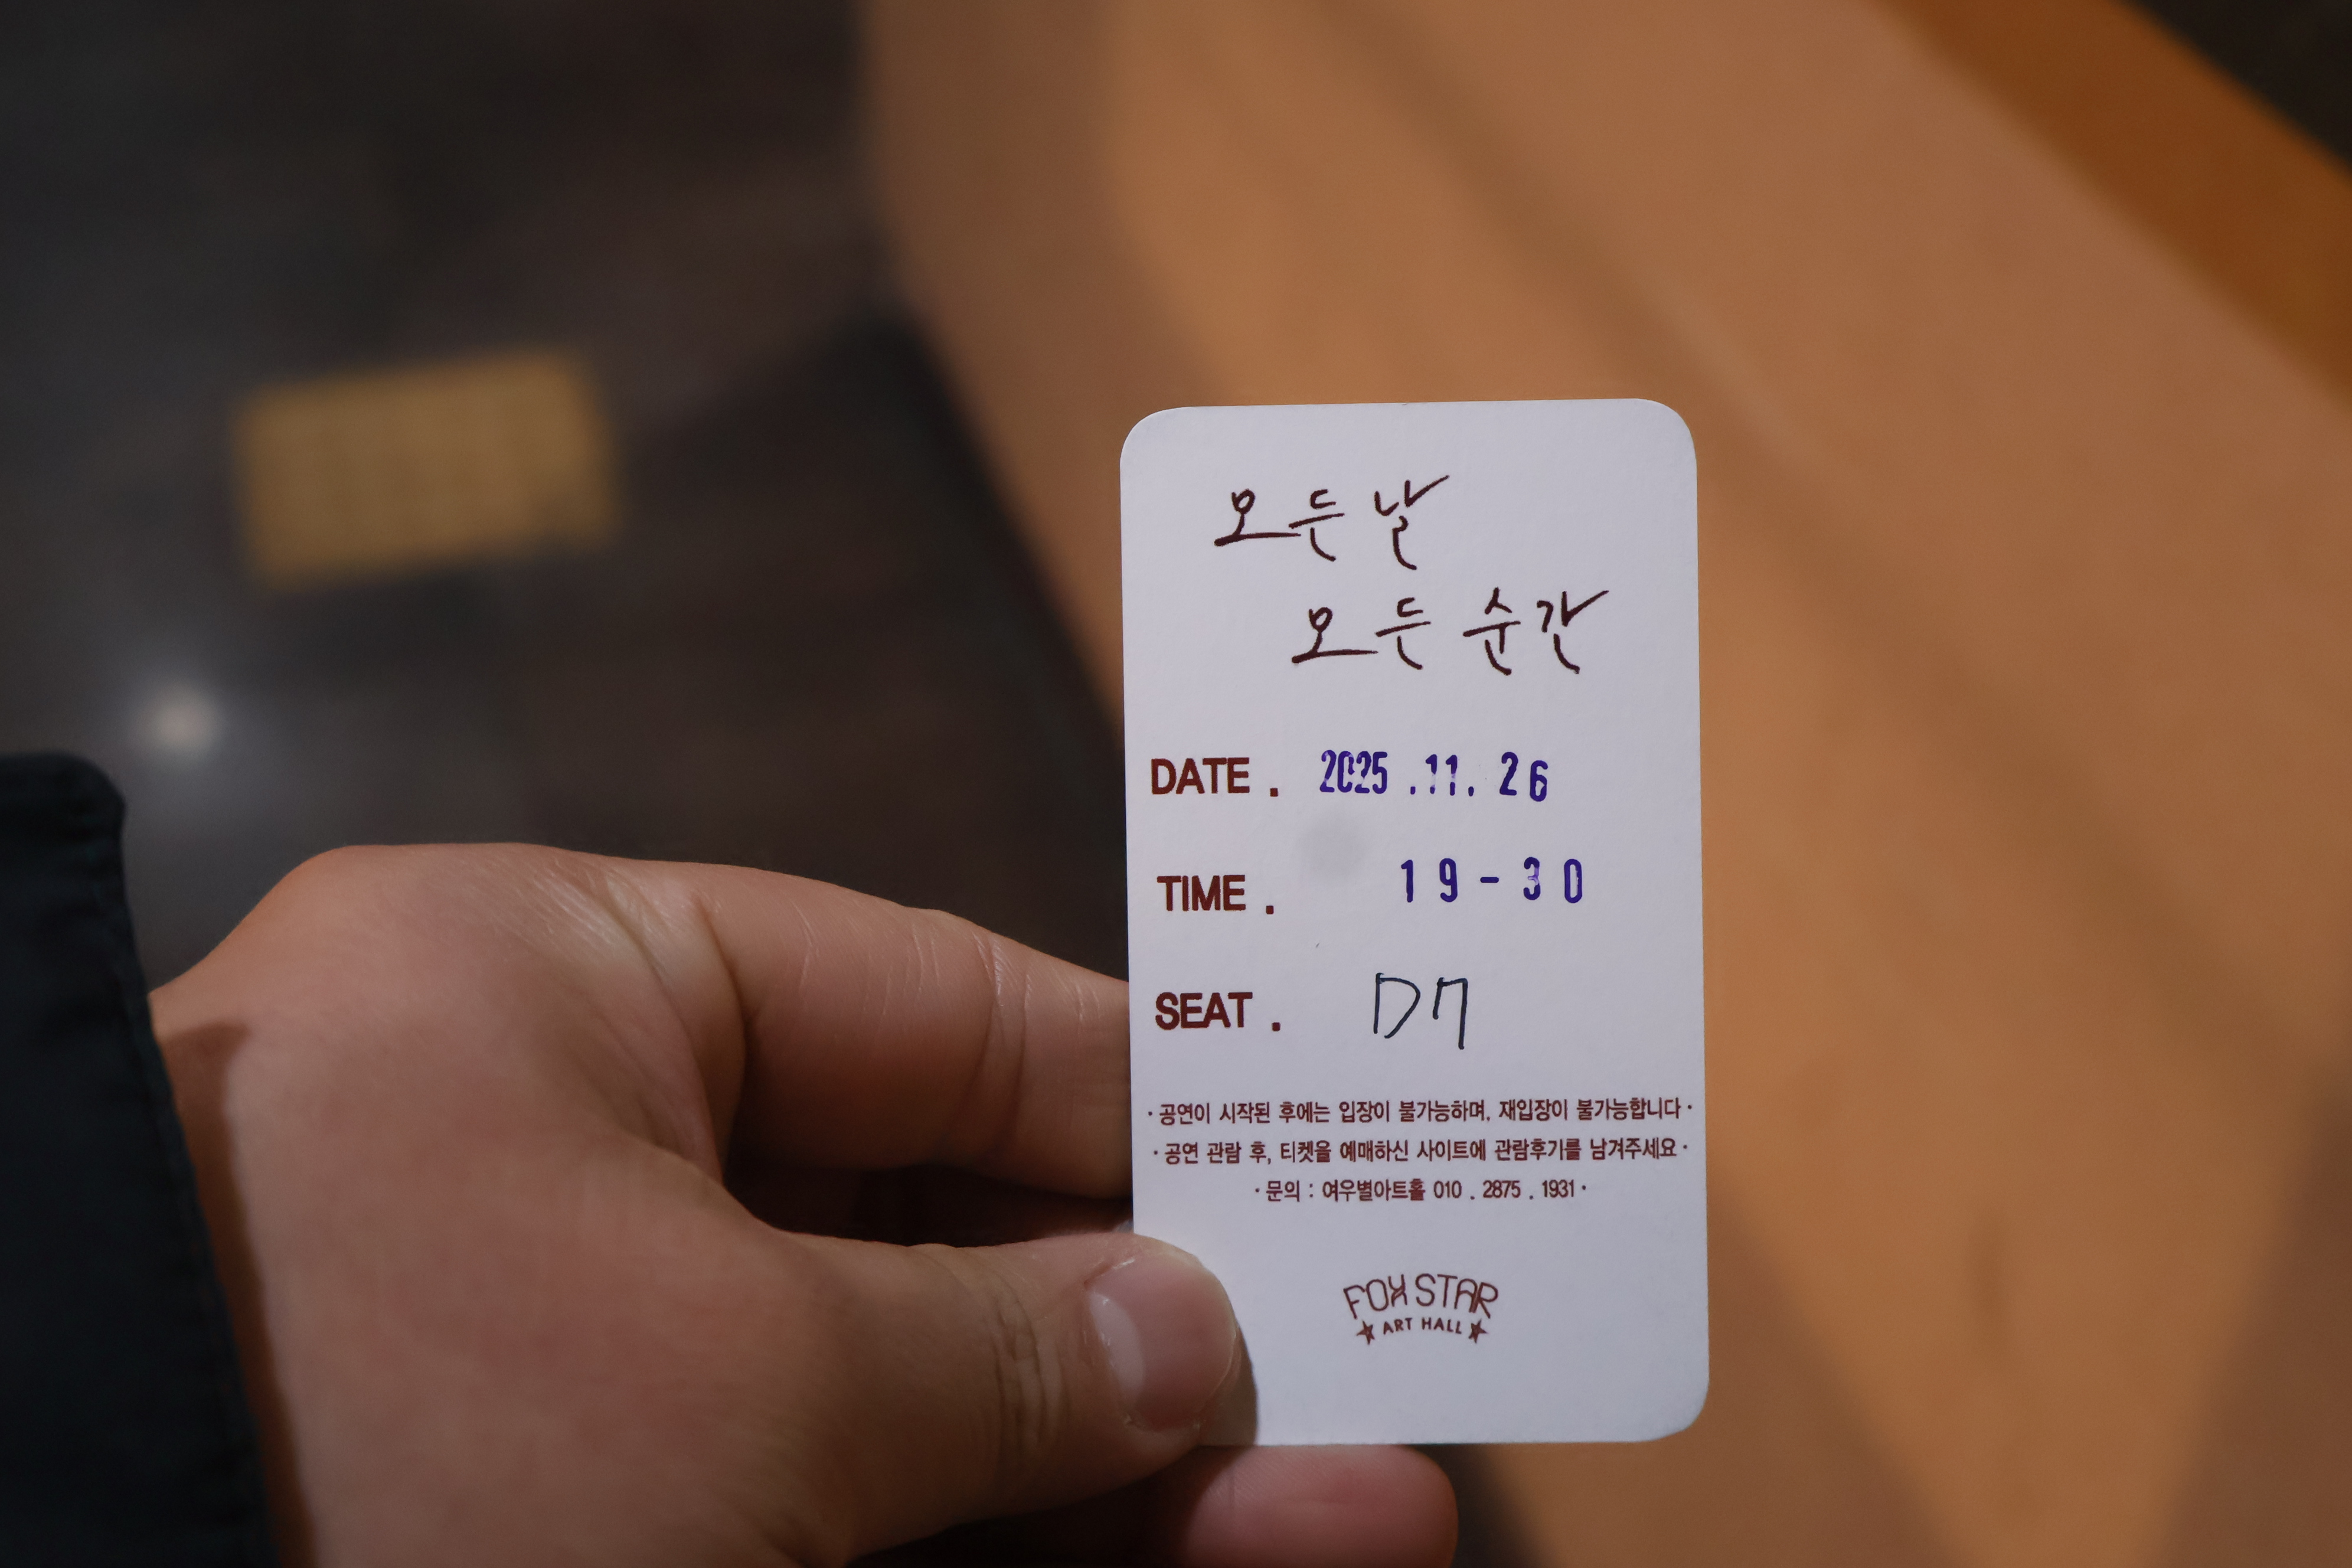 모든 날
모든 순간
DATE . 2025 .11. 26
TIME . 19-30
SEAT . D7
· 공연이 시작된 후에는 입장이 불가능하며, 재입장이 불가능합니다 ·
· 공연 관람 후, 티켓을 예매하신 사이트에 관람후기를 남겨주세요 ·
· 문의 : 여우별아트홀 010 . 2875 . 1931 ·
FOX STAR
ART HALL